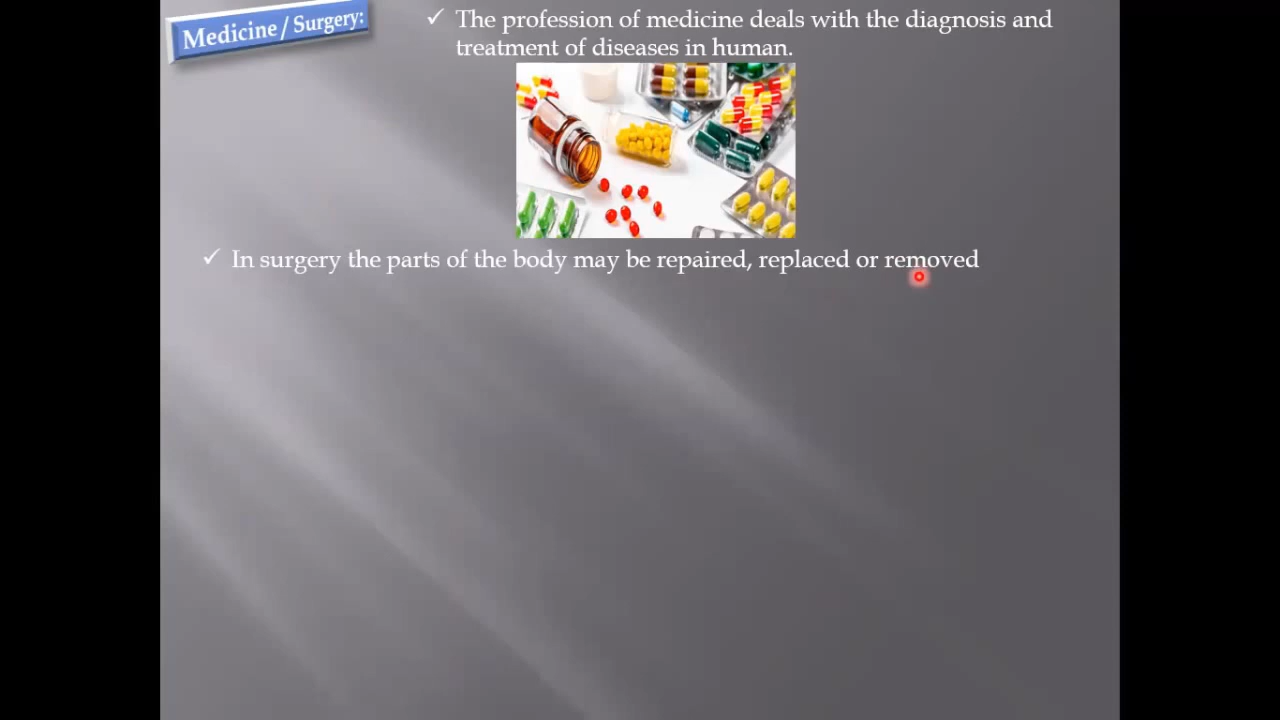 Medicine / Surgery:
✓ The profession of medicine deals with the diagnosis and
treatment of diseases in human.
✓ In surgery the parts of the body may be repaired, replaced or removed